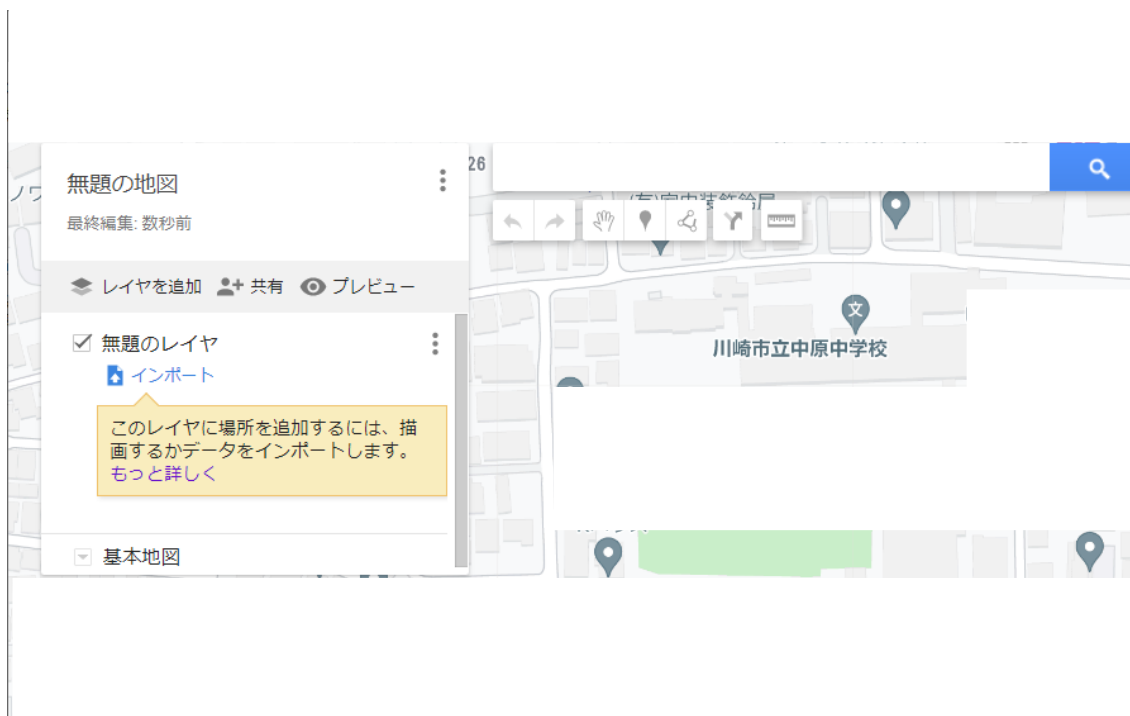 無題の地図
最終編集: 数秒前
レイヤを追加 共有 プレビュー
無題のレイヤ
インポート
このレイヤに場所を追加するには、描
画するかデータをインポートします。
もっと詳しく
基本地図
26
文
川崎市立中原中学校